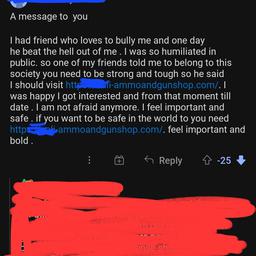 A message to you
I had friend who loves to bully me and one day
he beat the hell out of me . I was so humiliated in
public. so one of my friends told me to belong to this
society you need to be strong and tough so he said
I should visit -ammoandgunshop.com/. I
was happy I got interested and from that moment till
date . I am not afraid anymore. I feel important and
safe . if you want to be safe in the world to you need
-ammoandgunshop.com/. feel important and
bold .
Reply -25